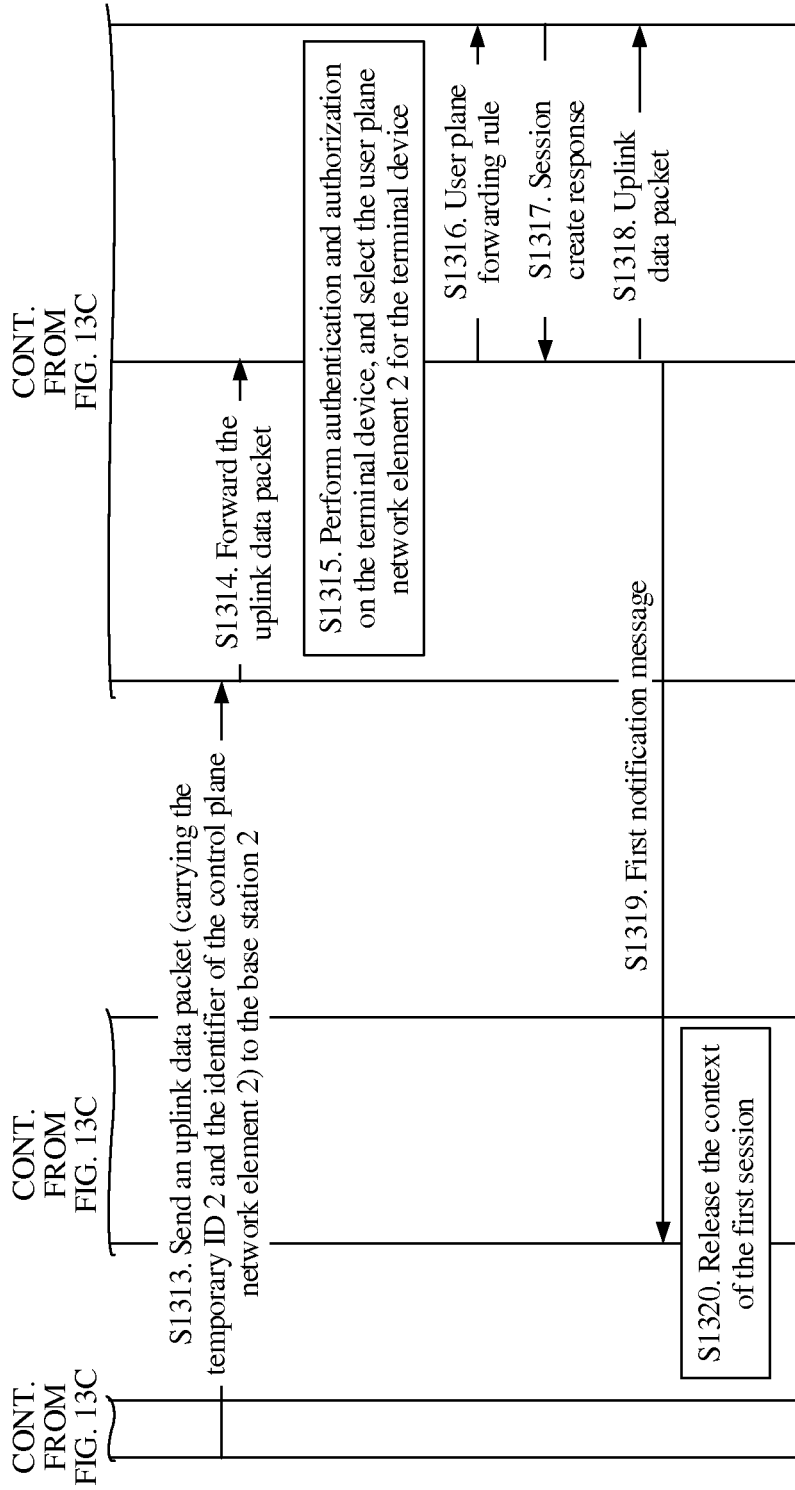 CONT.
FROM
FIG. 13C
CONT.
FROM
FIG. 13C
CONT.
FROM
FIG. 13C
S1313. Send an uplink data packet (carrying the
temporary ID 2 and the identifier of the control plane
network element 2) to the base station 2
S1314. Forward the
uplink data packet
S1315. Perform authentication and authorization
on the terminal device, and select the user plane
network element 2 for the terminal device
S1316. User plane
forwarding rule
S1317. Session
create response
S1318. Uplink
data packet
S1319. First notification message
S1320. Release the context
of the first session